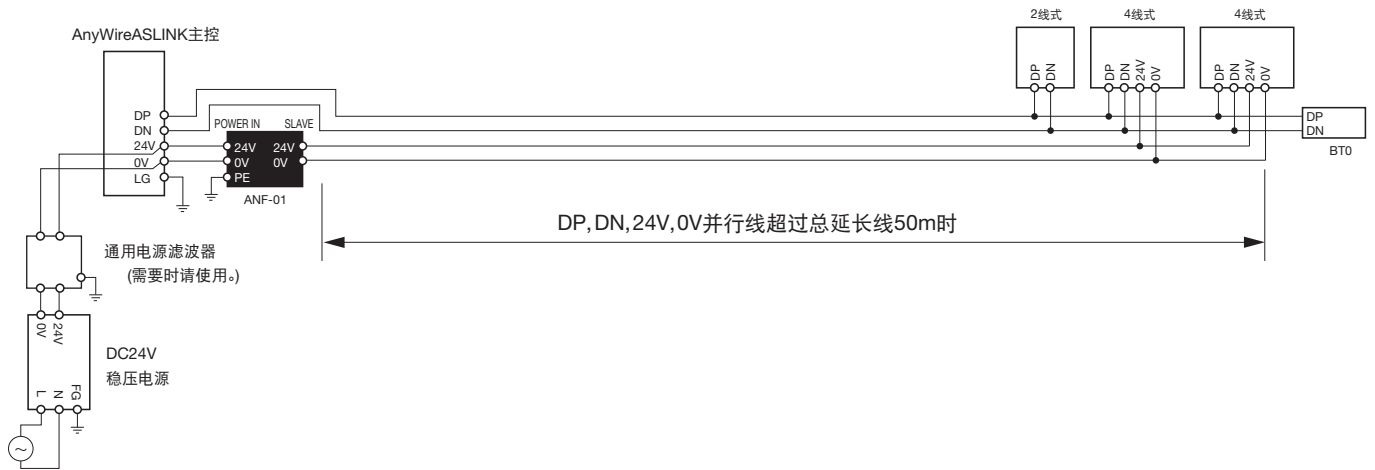 2线式
4线式
4线式
AnyWireASLINK主控
DP
DN
24V
0V
DP
DN
24V
0V
DP
DN
DP
DN
24V
0V
LG
POWER IN
SLAVE
24V
0V
PE
24V
0V
ANF-01
DP
DN
BT0
DP,DN,24V,0V并行线超过总延长线50m时
通用电源滤波器
(需要时请使用。)
0V
24V
DC24V
稳压电源
L
N
FG
~